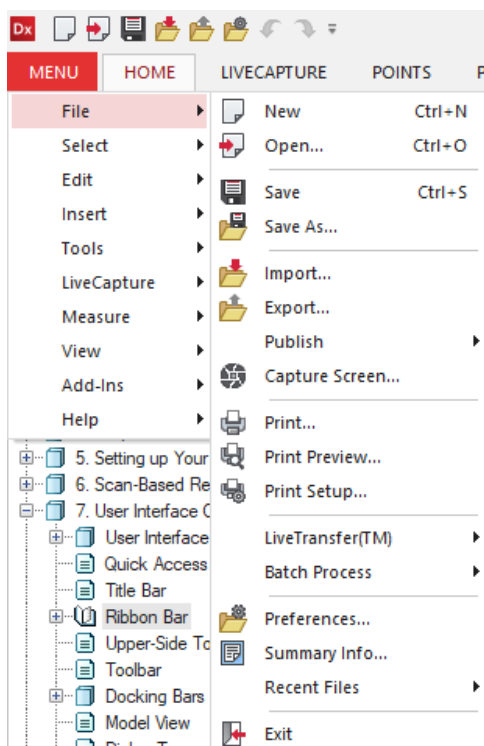 Dx
MENU HOME LIVECAPTURE POINTS
File
Select
Edit
Insert
Tools
LiveCapture
Measure
View
Add-Ins
Help
New Ctrl+N
Open... Ctrl+O
Save Ctrl+S
Save As...
Import...
Export...
Publish
Capture Screen...
Print...
Print Preview...
Print Setup...
LiveTransfer(TM)
Batch Process
Preferences...
Summary Info...
Recent Files
Exit
5. Setting up Your
6. Scan-Based Re
7. User Interface
User Interface
Quick Access
Title Bar
Ribbon Bar
Upper-Side To
Toolbar
Docking Bars
Model View